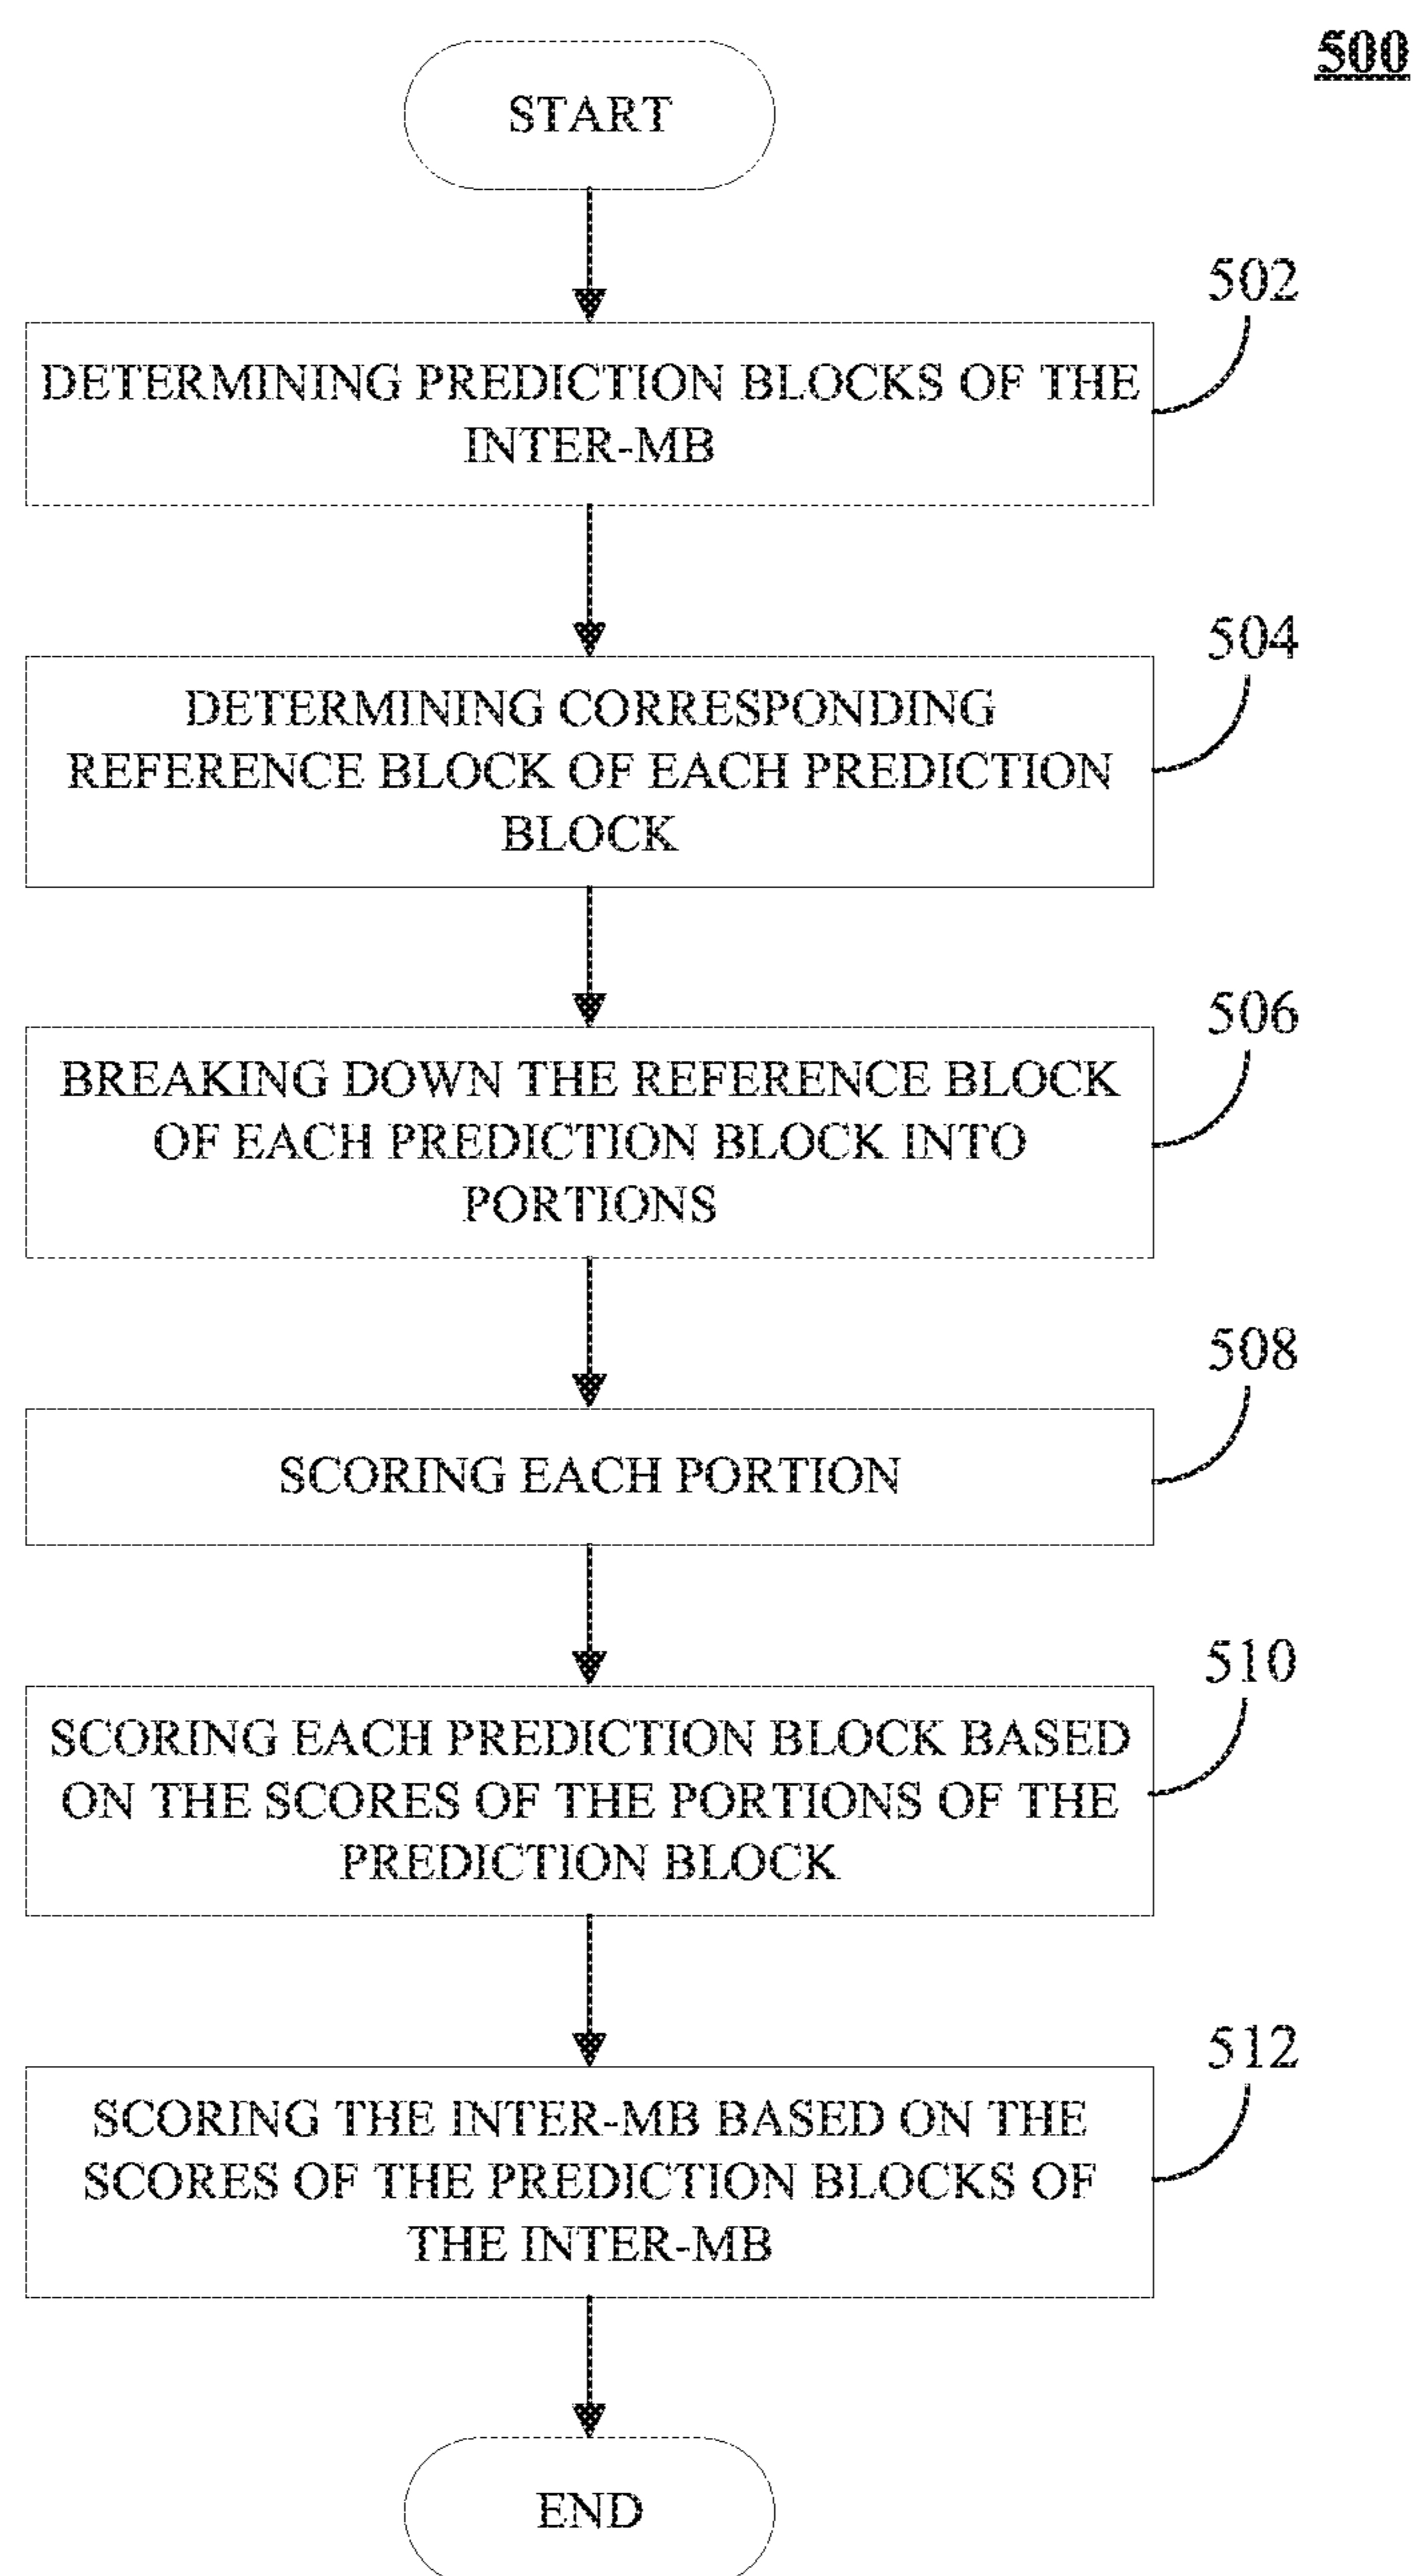 500
START
502
DETERMINING PREDICTION BLOCKS OF THE
INTER-MB
504
DETERMINING CORRESPONDING
REFERENCE BLOCK OF EACH PREDICTION
BLOCK
506
BREAKING DOWN THE REFERENCE BLOCK
OF EACH PREDICTION BLOCK INTO
PORTIONS
508
SCORING EACH PORTION
510
SCORING EACH PREDICTION BLOCK BASED
ON THE SCORES OF THE PORTIONS OF THE
PREDICTION BLOCK
512
SCORING THE INTER-MB BASED ON THE
SCORES OF THE PREDICTION BLOCKS OF
THE INTER-MB
END